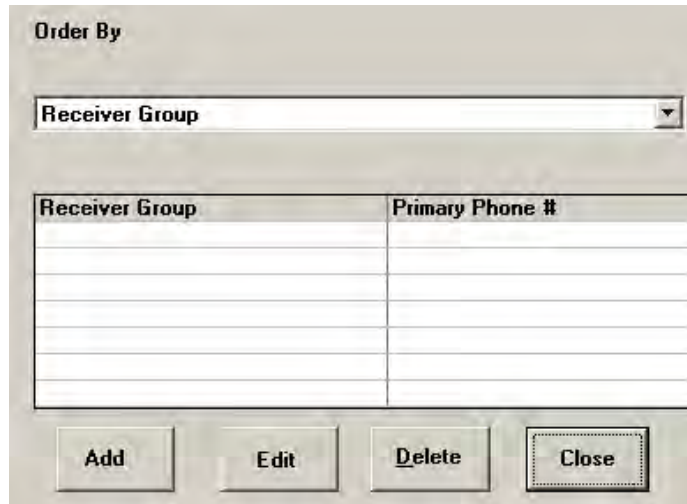 Order By
Receiver Group
Receiver Group Primary Phone #
Add Edit Delete Close